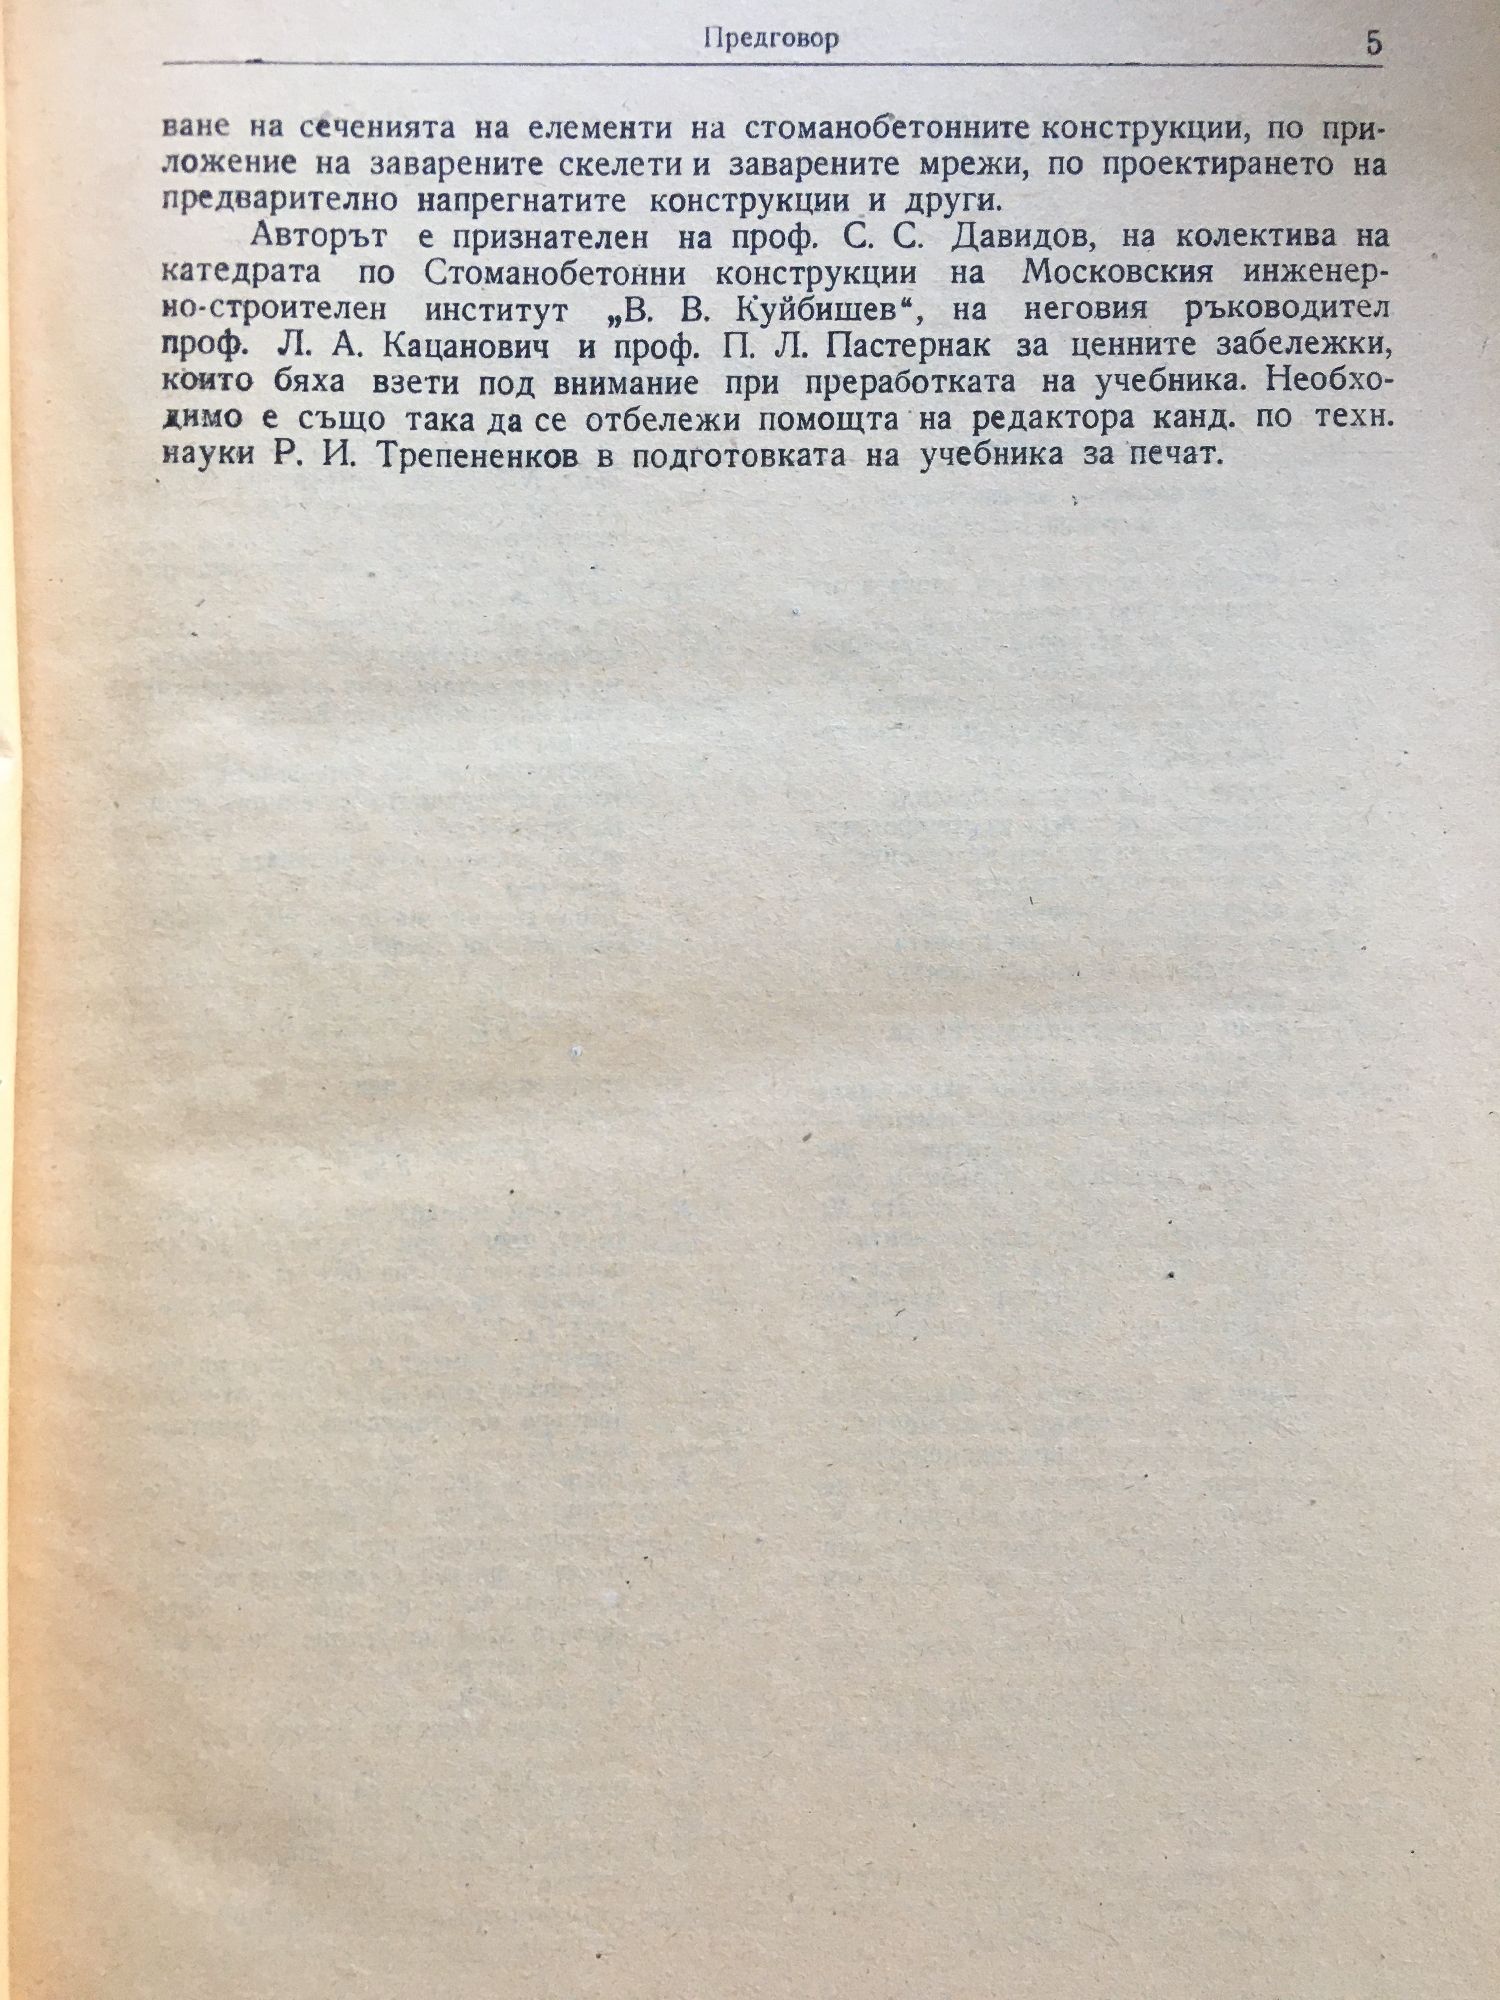 Предговор 5
ване на сеченията на елементи на стоманобетонните конструкции, по при-
ложение на заварените скелети и заварените мрежи, по проектирането на
предварително напрегнатите конструкции и други.
Авторът е признателен на проф. С. С. Давидов, на колектива на
катедрата по Стоманобетонни конструкции на Московския инженер-
но-строителен институт „В. В. Куйбишев“, на неговия ръководител
проф. Л. А. Кацанович и проф. П. Л. Пастернак за ценните забележки,
които бяха взети под внимание при преработката на учебника. Необхо-
димо е също така да се отбележи помощта на редактора канд. по техн.
науки Р. И. Трепененков в подготовката на учебника за печат.